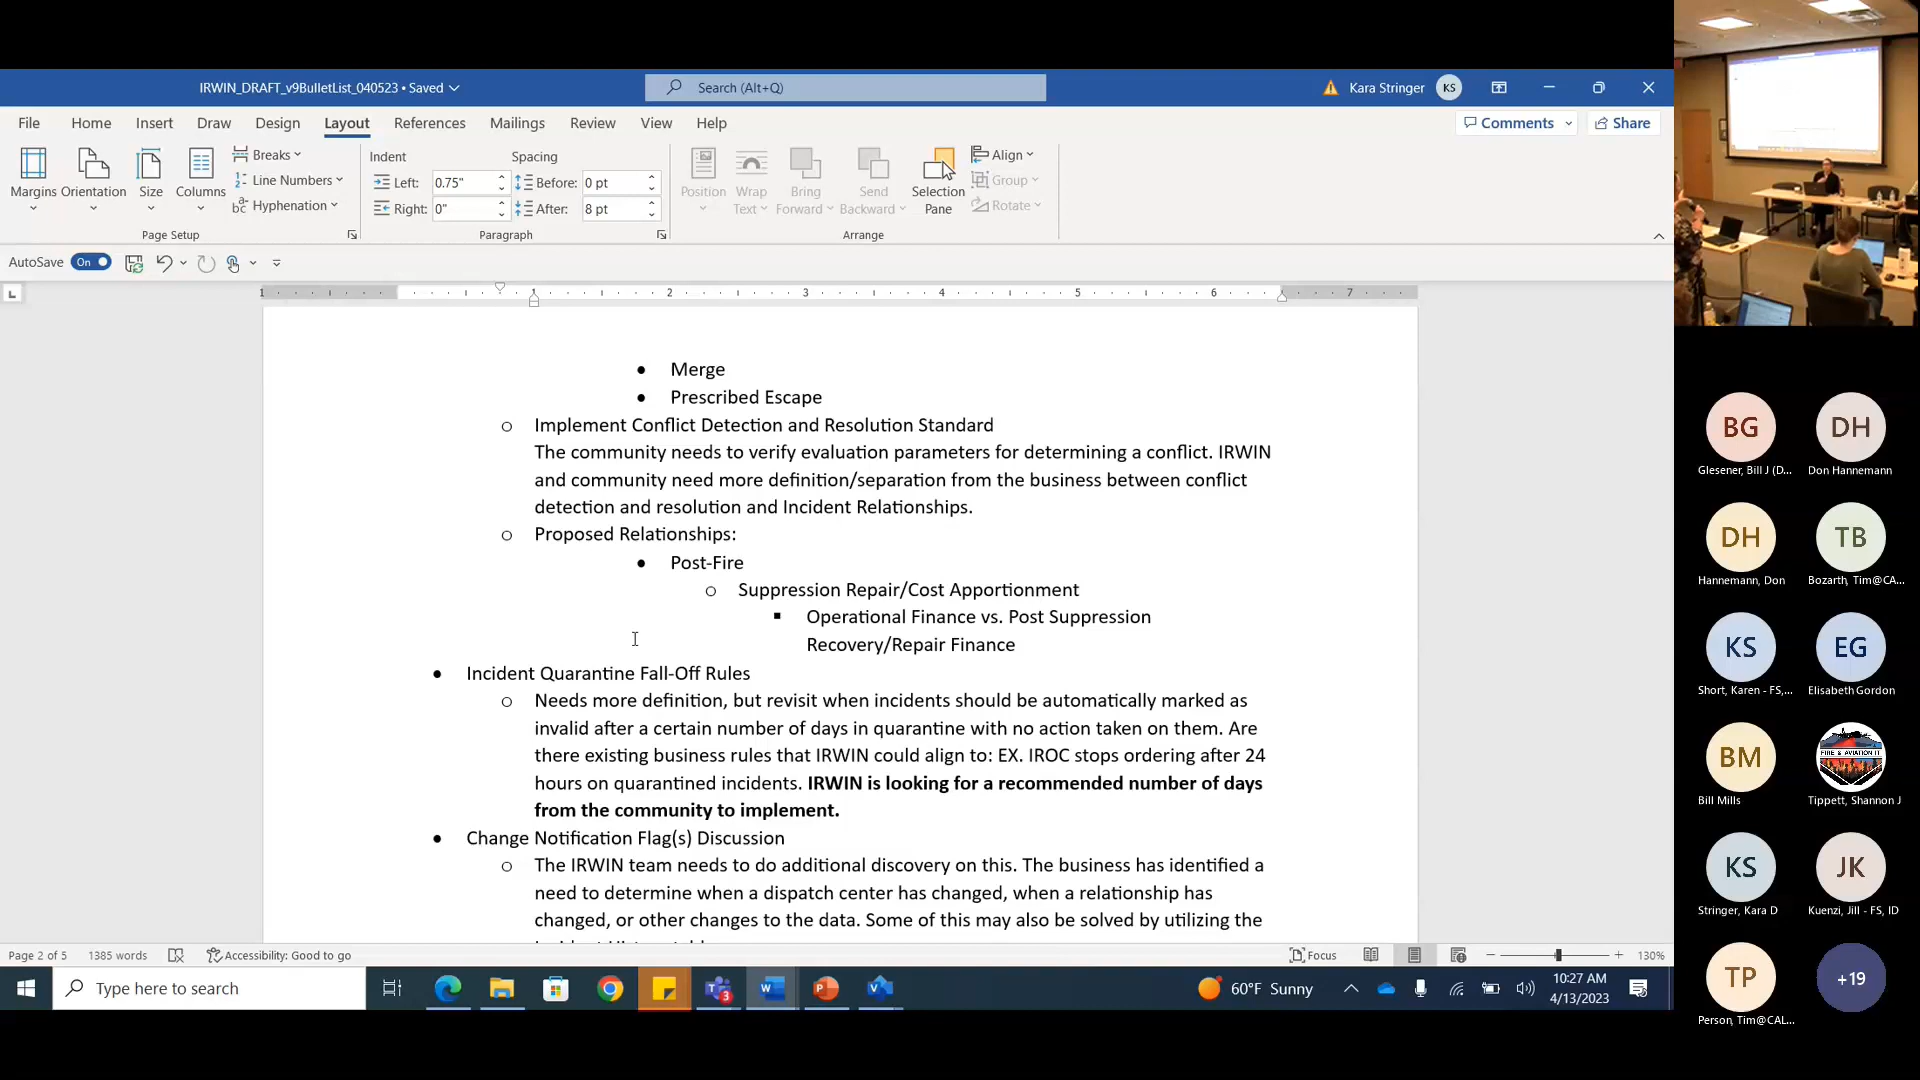 IRWIN_DRAFT_v9BulletList_040523 • Saved
Search (Alt+Q)
Kara Stringer
KS
File Home Insert Draw Design Layout References Mailings Review View Help
Comments
Share
Margins
Orientation
Size
Columns
Breaks
Line Numbers
Hyphenation
Page Setup
Indent
Left: 0.75"
Right: 0"
Spacing
Before: 0 pt
After: 8 pt
Paragraph
Position
Wrap Text
Bring Forward
Send Backward
Selection Pane
Align
Group
Rotate
Arrange
AutoSave On
1 1 2 3 4 5 6 7
• Merge
• Prescribed Escape
o Implement Conflict Detection and Resolution Standard
The community needs to verify evaluation parameters for determining a conflict. IRWIN
and community need more definition/separation from the business between conflict
detection and resolution and Incident Relationships.
o Proposed Relationships:
• Post-Fire
o Suppression Repair/Cost Apportionment
▪ Operational Finance vs. Post Suppression
Recovery/Repair Finance
• Incident Quarantine Fall-Off Rules
o Needs more definition, but revisit when incidents should be automatically marked as
invalid after a certain number of days in quarantine with no action taken on them. Are
there existing business rules that IRWIN could align to: EX. IROC stops ordering after 24
hours on quarantined incidents. IRWIN is looking for a recommended number of days
from the community to implement.
• Change Notification Flag(s) Discussion
o The IRWIN team needs to do additional discovery on this. The business has identified a
need to determine when a dispatch center has changed, when a relationship has
changed, or other changes to the data. Some of this may also be solved by utilizing the
Page 2 of 5
1385 words
Accessibility: Good to go
Focus
130%
Type here to search
3
60°F Sunny
10:27 AM
4/13/2023
BG
Glesener, Bill J (D...
DH
Don Hannemann
DH
Hannemann, Don
TB
Bozarth, Tim@CA...
KS
Short, Karen - FS,...
EG
Elisabeth Gordon
BM
Bill Mills
FIRE & AVIATION IT
Tippett, Shannon J
KS
Stringer, Kara D
JK
Kuenzi, Jill - FS, ID
TP
Person, Tim@CAL...
+19